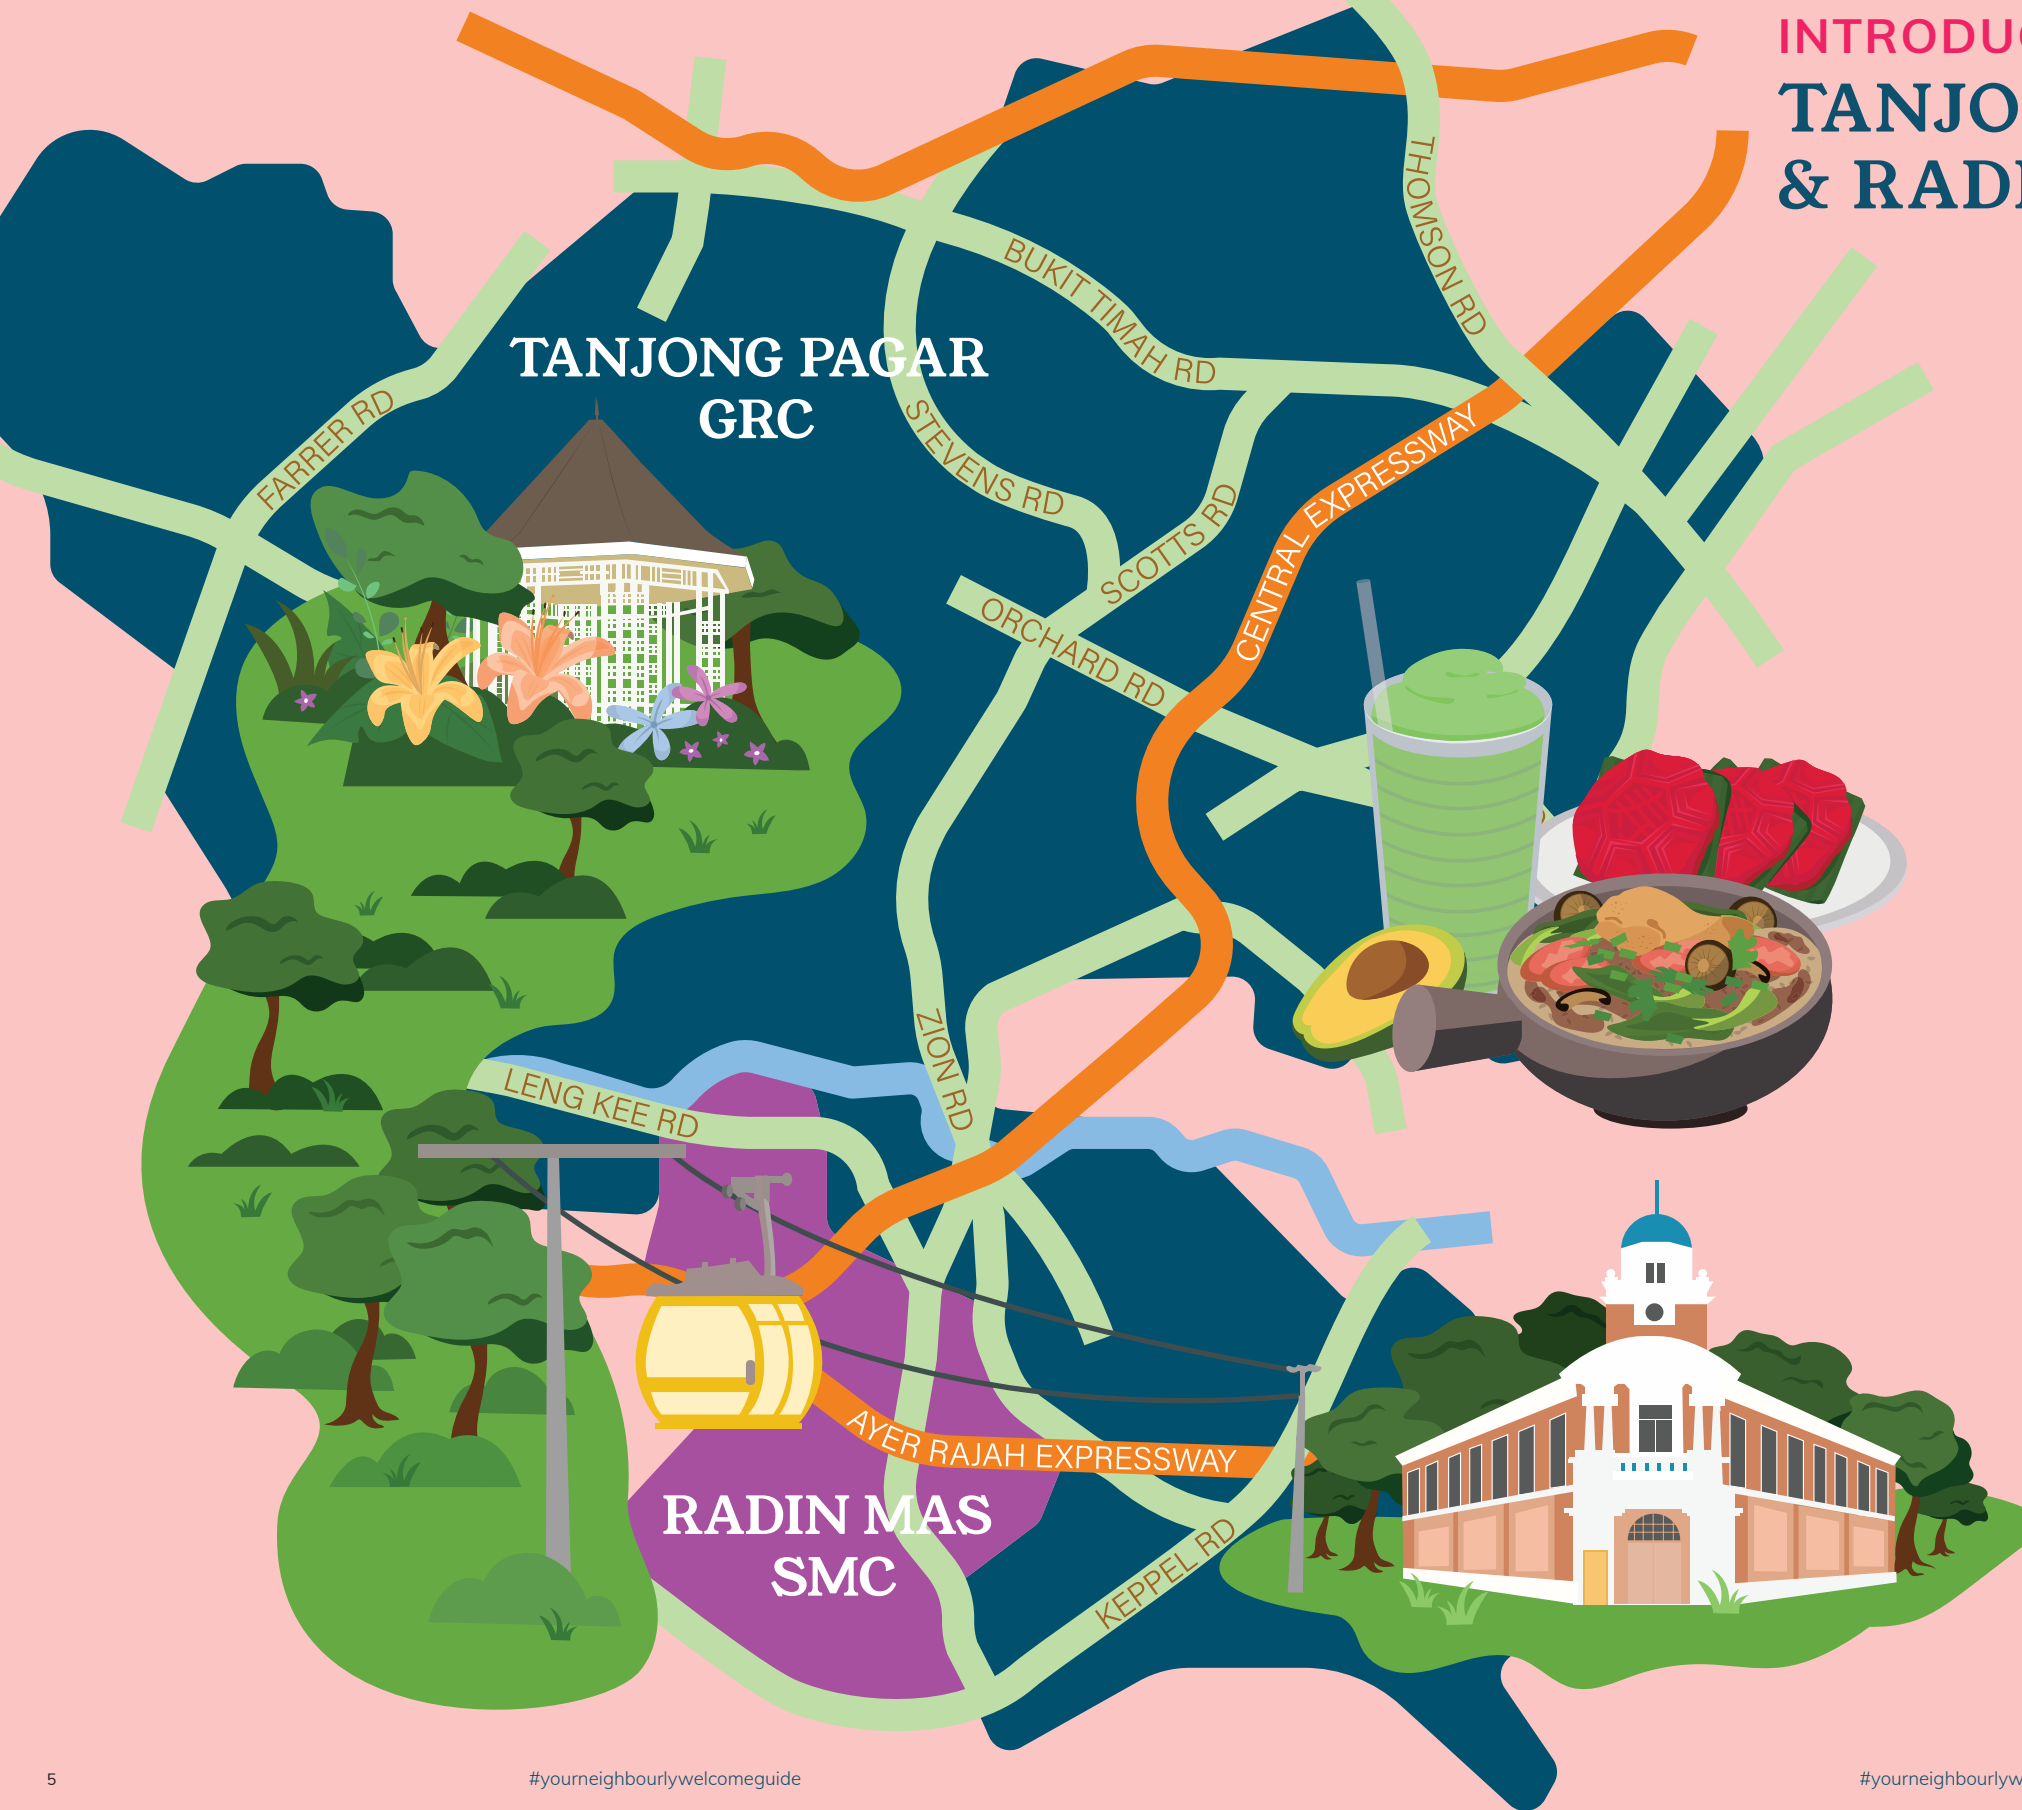 INTRODU
TANJO
& RADI
THOMSON RD
BUKIT TIMAH RD
TANJONG PAGAR
GRC
FARRER RD
STEVENS RD
SCOTTS RD
CENTRAL EXPRESSWAY
ORCHARD RD
ZION RD
LENG KEE RD
AYER RAJAH EXPRESSWAY
RADIN MAS
SMC
KEPPEL RD
5
#yourneighbourlywelcomeguide
#yourneighbourlyw